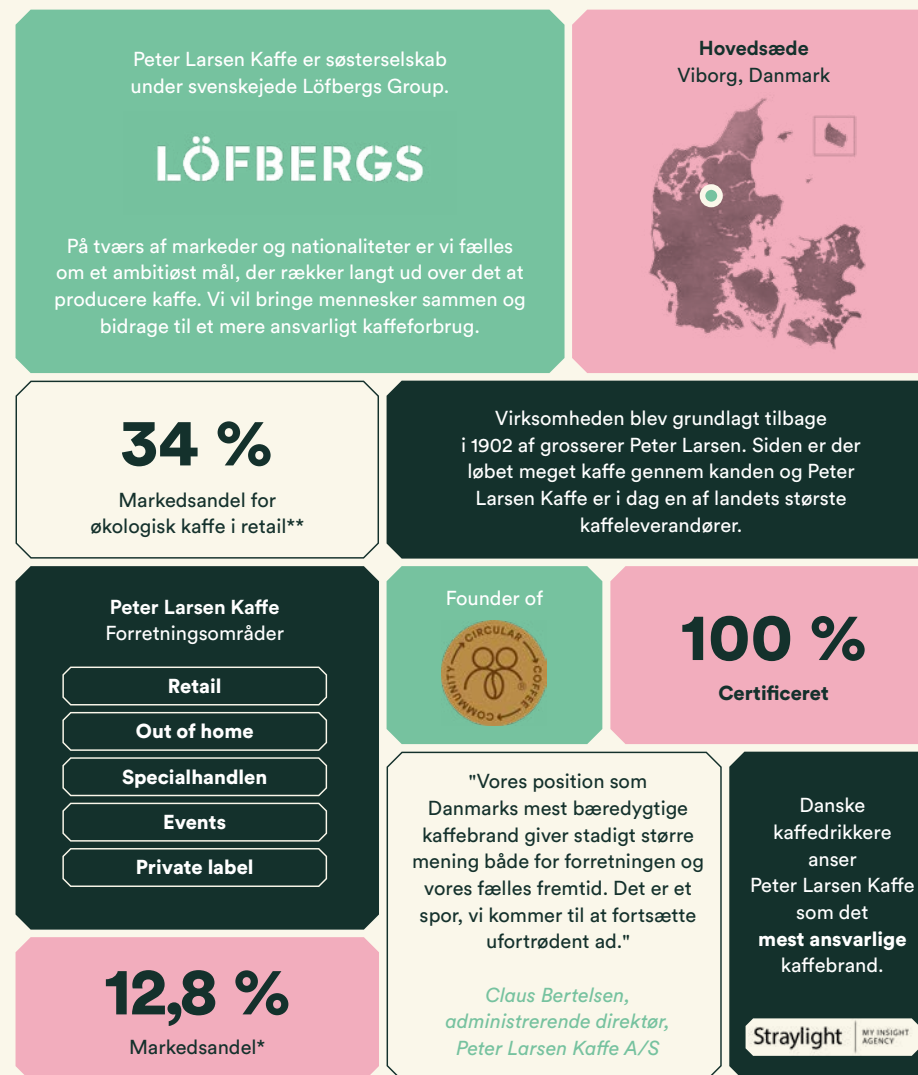 Peter Larsen Kaffe er søsterselskab
under svenskejede Löfbergs Group.
LÖFBERGS
På tværs af markeder og nationaliteter er vi fælles
om et ambitiøst mål, der rækker langt ud over det at
producere kaffe. Vi vil bringe mennesker sammen og
bidrage til et mere ansvarligt kaffeforbrug.
Hovedsæde
Viborg, Danmark
34 %
Markedsandel for
økologisk kaffe i retail**
Virksomheden blev grundlagt tilbage
i 1902 af grosserer Peter Larsen. Siden er der
løbet meget kaffe gennem kanden og Peter
Larsen Kaffe er i dag en af landets største
kaffeleverandører.
Peter Larsen Kaffe
Forretningsområder
Retail
Out of home
Specialhandlen
Events
Private label
Founder of
CIRCULAR
COFFEE
COMMUNITY
®
100 %
Certificeret
12,8 %
Markedsandel*
"Vores position som
Danmarks mest bæredygtige
kaffebrand giver stadigt større
mening både for forretningen og
vores fælles fremtid. Det er et
spor, vi kommer til at fortsætte
ufortrødent ad."
Claus Bertelsen,
administrerende direktør,
Peter Larsen Kaffe A/S
Danske
kaffedrikkere
anser
Peter Larsen Kaffe
som det
mest ansvarlige
kaffebrand.
Straylight
MY INSIGHT
AGENCY